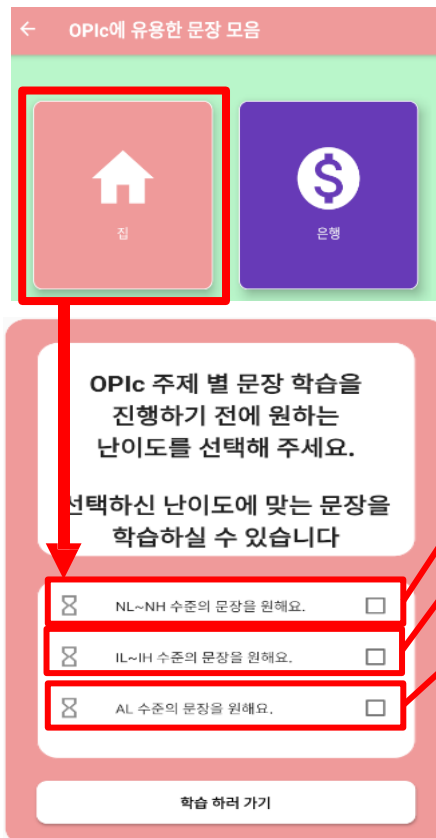 OPIc에 유용한 문장 모음
집
은행
OPIc 주제 별 문장 학습을
진행하기 전에 원하는
난이도를 선택해 주세요.
선택하신 난이도에 맞는 문장을
학습하실 수 있습니다
NL~NH 수준의 문장을 원해요.
IL~IH 수준의 문장을 원해요.
AL 수준의 문장을 원해요.
학습 하러 가기